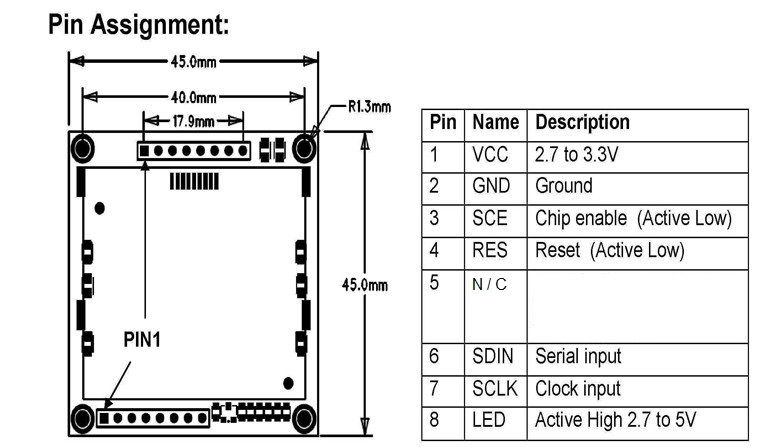 Pin Assignment:
45.0mm
40.0mm
R1.3mm
17.9mm
45.0mm
PIN1
Pin Name Description
1 VCC 2.7 to 3.3V
2 GND Ground
3 SCE Chip enable (Active Low)
4 RES Reset (Active Low)
5 N / C
6 SDIN Serial input
7 SCLK Clock input
8 LED Active High 2.7 to 5V